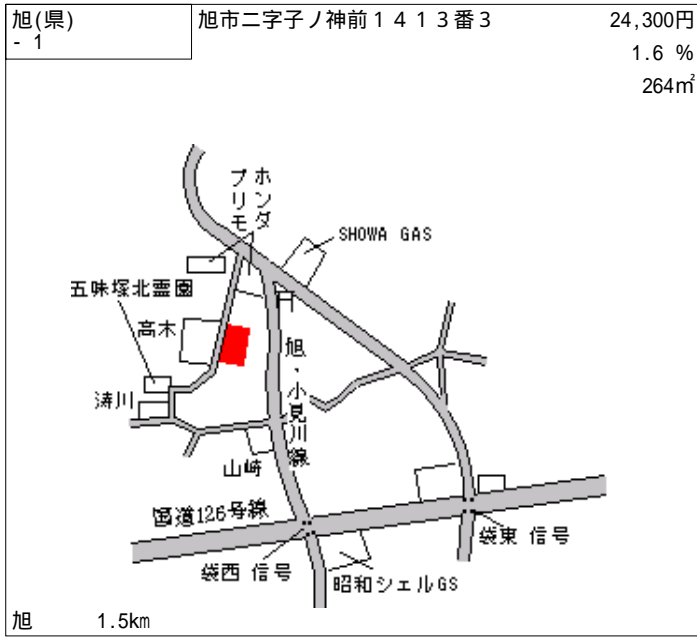 旭(県)
- 1
旭市二字子ノ神前1413番3
24,300円
1.6 %
264㎡
ホンダ
プリモ
SHOWA GAS
五味塚北霊園
高木
旭・小見川線
涛川
山崎
国道126号線
袋東 信号
袋西 信号
昭和シェルGS
旭 1.5km